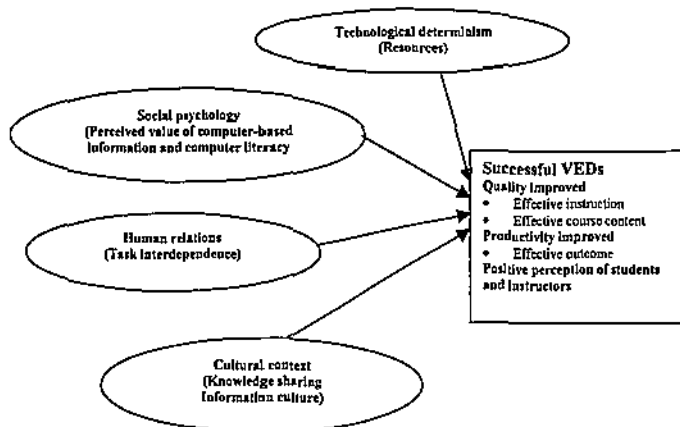 Technological determinism
(Resources)
Social psychology
(Perceived value of computer-based
Information and computer literacy
Human relations
(Task interdependence)
Cultural context
(Knowledge sharing
Information culture)
Successful VEDs
Quality Improved
• Effective instruction
• Effective course content
Productivity improved
• Effective outcome
Positive perception of students
and Instructors